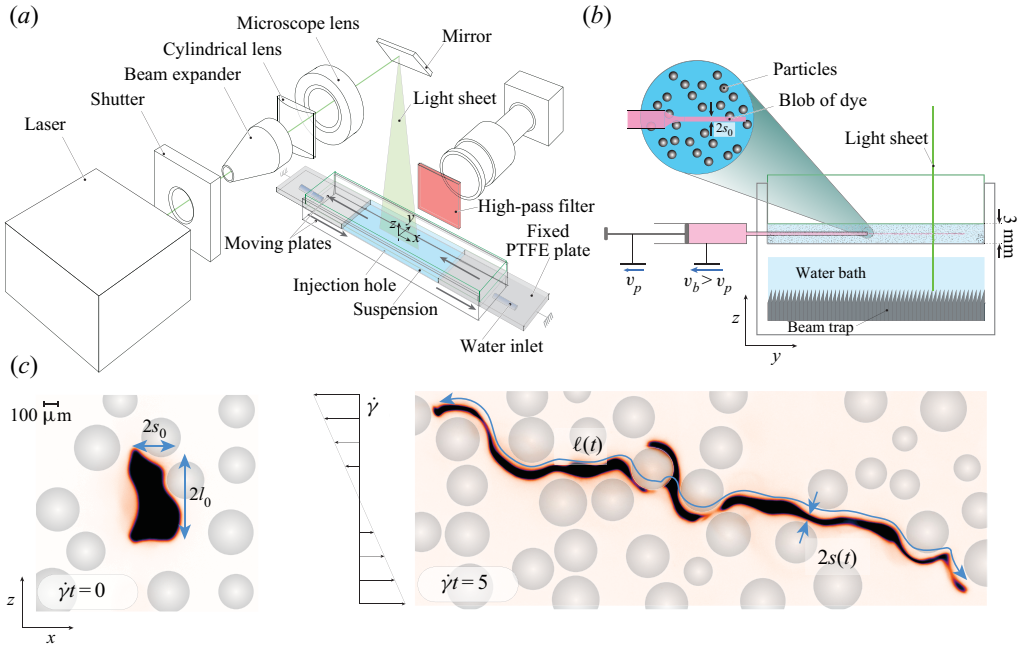 (a)
Microscope lens
Cylindrical lens
Beam expander
Shutter
Laser
Mirror
Light sheet
High-pass filter
Fixed
PTFE plate
z
y
x
Moving plates
Injection hole
Suspension
Water inlet
(b)
Particles
Blob of dye
2s₀
Light sheet
3 mm
v_p
v_b > v_p
Water bath
Beam trap
z
y
(c)
100 μm
2s₀
2l₀
γ̇t = 0
z
x
γ̇
ℓ(t)
2s(t)
γ̇t = 5